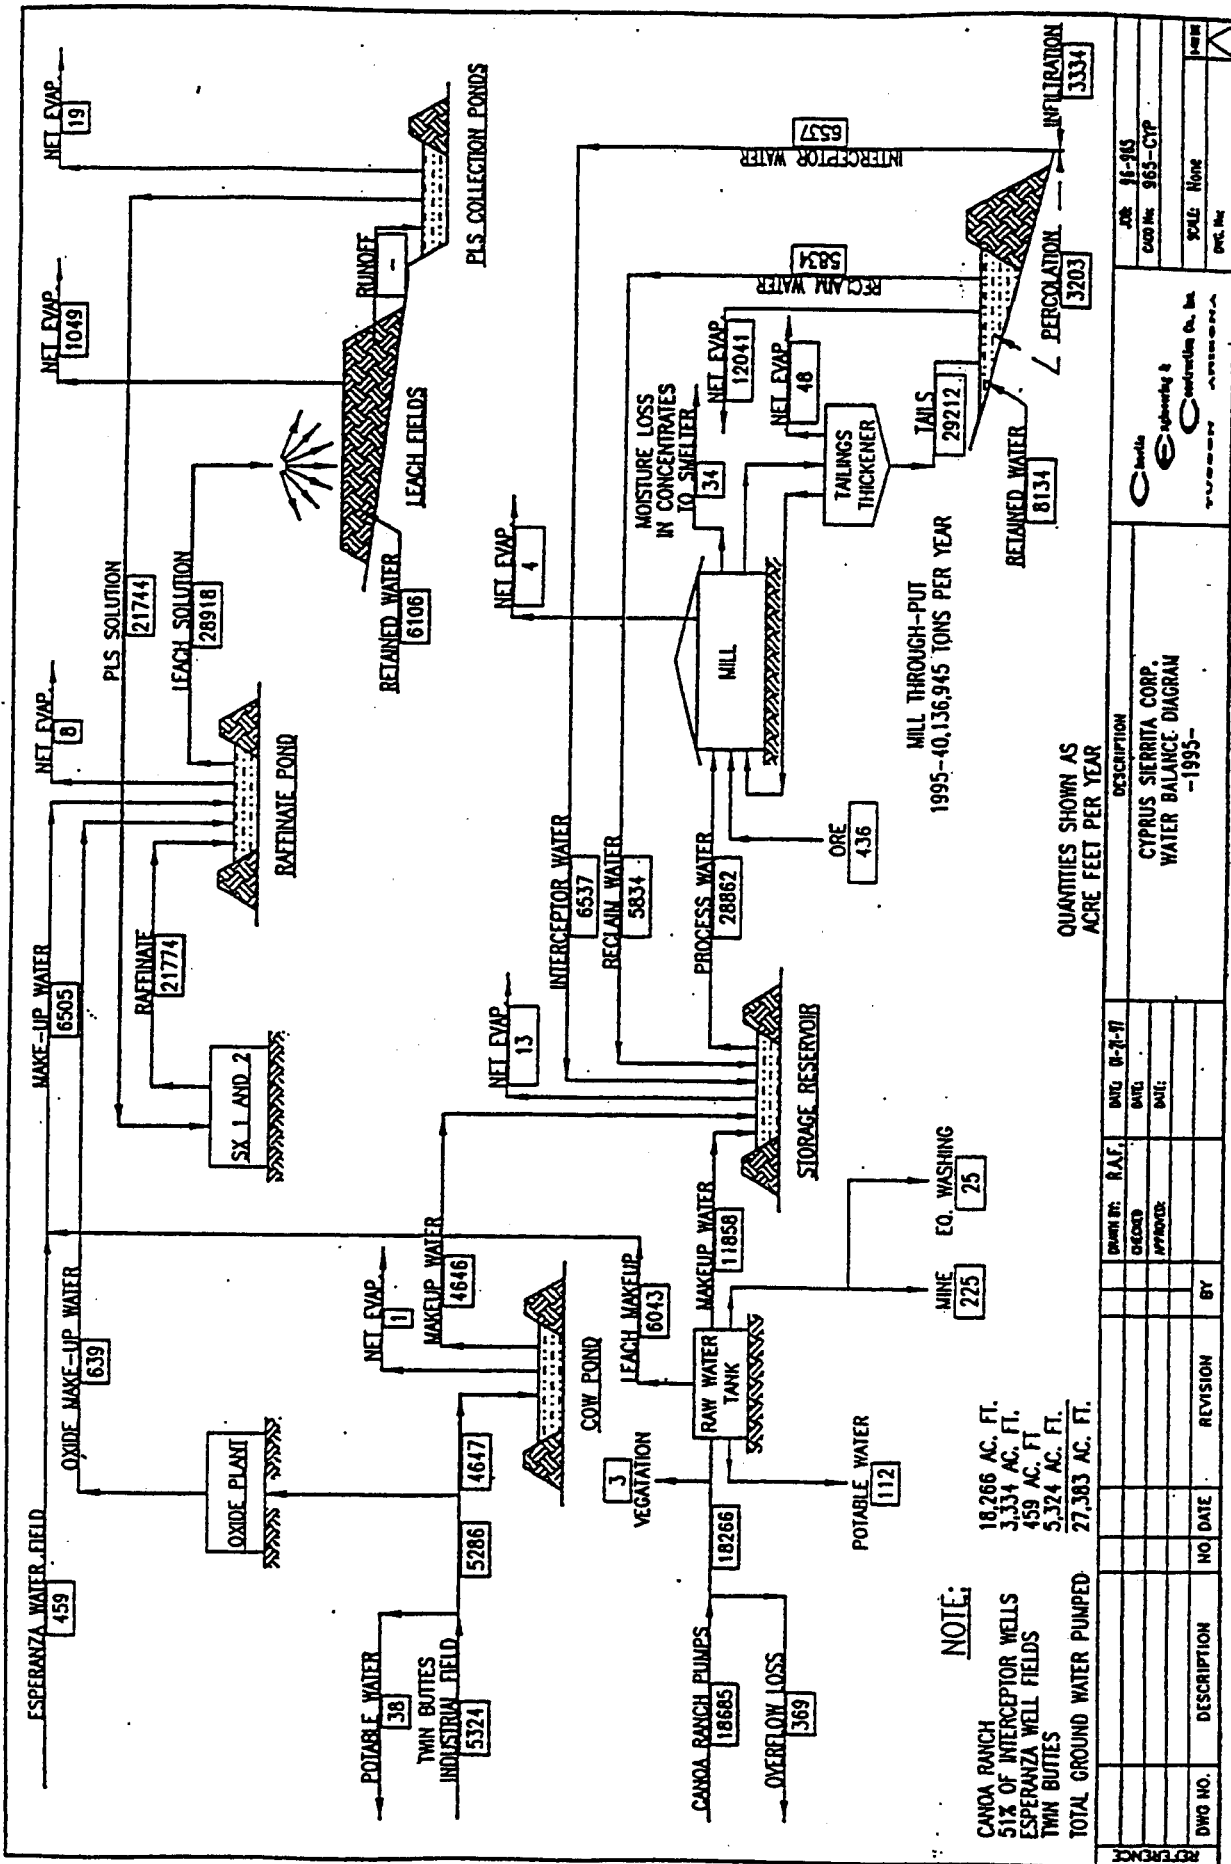 ESPERANZA WATER FIELD
459
MAKE-UP WATER
6505
OXIDE MAKE-UP WATER
639
OXIDE PLANT
SX 1 AND 2
RAFFINATE
21774
RAFFINATE POND
NET EVAP.
8
PLS SOLUTION
21744
LEACH SOLUTION
28918
NET EVAP.
1049
NET EVAP.
19
LEACH FIELDS
RETAINED WATER
6106
RUNOFF
-
PLS COLLECTION PONDS
POTABLE WATER
38
TWIN BUTTES
INDUSTRIAL FIELD
5324
5286
4647
COW POND
NET EVAP.
1
MAKEUP WATER
4646
LEACH MAKEUP
6043
CANOA RANCH PUMPS
18685
OVERFLOW LOSS
369
18266
3
VEGATATION
RAW WATER
TANK
POTABLE WATER
112
MAKEUP WATER
11858
MINE
225
EQ. WASHING
25
STORAGE RESERVOIR
NET EVAP.
13
INTERCEPTOR WATER
6537
RECLAIM WATER
5834
PROCESS WATER
28862
ORE
436
MILL
NET EVAP.
4
MOISTURE LOSS
IN CONCENTRATES
TO SMELTER
34
NET EVAP.
12041
NET EVAP.
48
TAILINGS
THICKENER
TAILS
29212
RETAINED WATER
8134
RECLAIM WATER
5834
INTERCEPTOR WATER
6537
PERCOLATION
3203
INFILTRATION
3334
MILL THROUGH-PUT
1995-40,136,945 TONS PER YEAR
QUANTITIES SHOWN AS
ACRE FEET PER YEAR
NOTE:
CANOA RANCH 18,266 AC. FT.
51% OF INTERCEPTOR WELLS 3,334 AC. FT.
ESPERANZA WELL FIELDS 459 AC. FT
TWIN BUTTES 5,324 AC. FT.
TOTAL GROUND WATER PUMPED 27,383 AC. FT.
REFERENCE
DWG NO.
DESCRIPTION
NO.
DATE
REVISION
BY
DRAWN BY: R.A.F.
CHECKED
APPROVED:
DATE:
DATE:
DATE:
DESCRIPTION
CYPRUS SIERRITA CORP.
WATER BALANCE DIAGRAM
-1995-
Engineering &
Construction Co., Inc.
JOB: 96-965
CADD No: 965-CYP
SCALE: None
DWG. No: